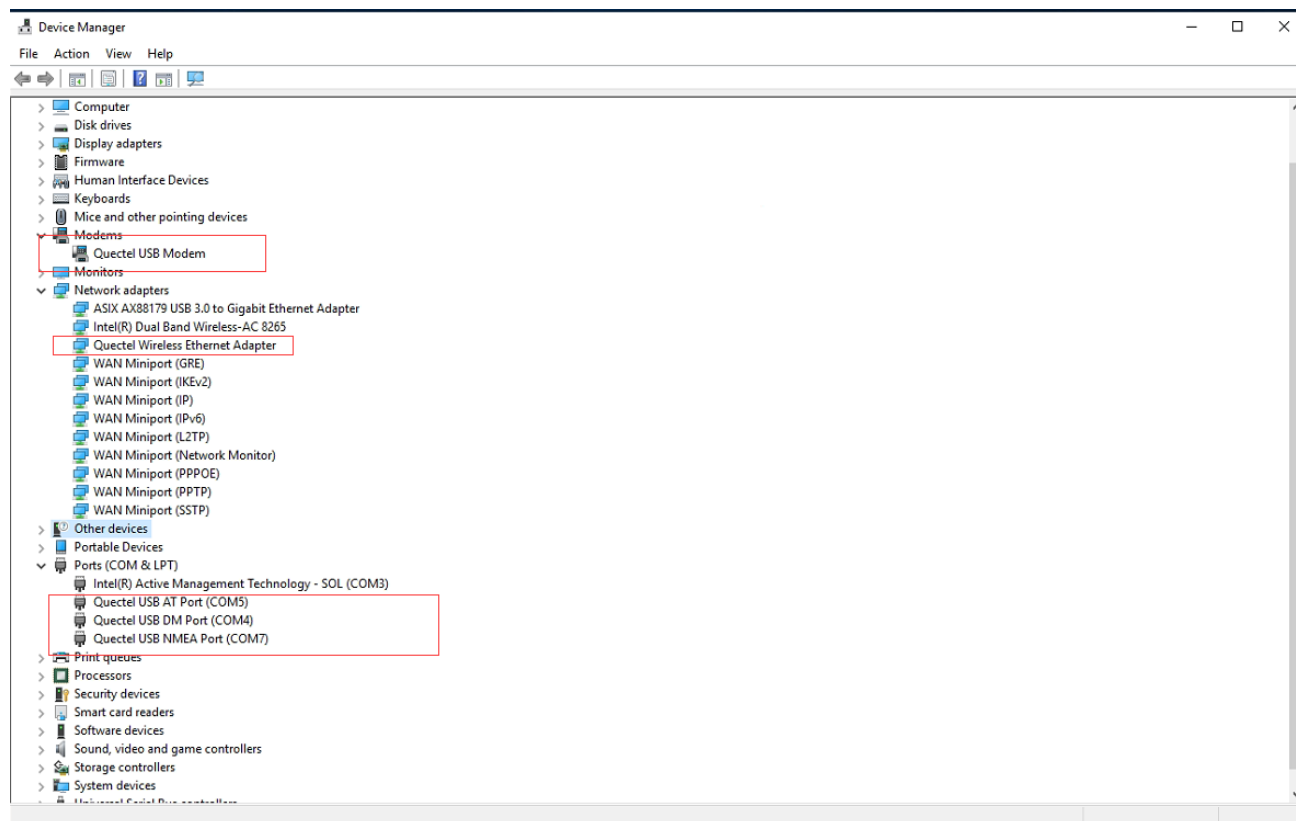 Device Manager
File Action View Help
Computer
Disk drives
Display adapters
Firmware
Human Interface Devices
Keyboards
Mice and other pointing devices
Modems
Quectel USB Modem
Monitors
Network adapters
ASIX AX88179 USB 3.0 to Gigabit Ethernet Adapter
Intel(R) Dual Band Wireless-AC 8265
Quectel Wireless Ethernet Adapter
WAN Miniport (GRE)
WAN Miniport (IKEv2)
WAN Miniport (IP)
WAN Miniport (IPv6)
WAN Miniport (L2TP)
WAN Miniport (Network Monitor)
WAN Miniport (PPPOE)
WAN Miniport (PPTP)
WAN Miniport (SSTP)
Other devices
Portable Devices
Ports (COM & LPT)
Intel(R) Active Management Technology - SOL (COM3)
Quectel USB AT Port (COM5)
Quectel USB DM Port (COM4)
Quectel USB NMEA Port (COM7)
Print queues
Processors
Security devices
Smart card readers
Software devices
Sound, video and game controllers
Storage controllers
System devices
Universal Serial Bus controllers